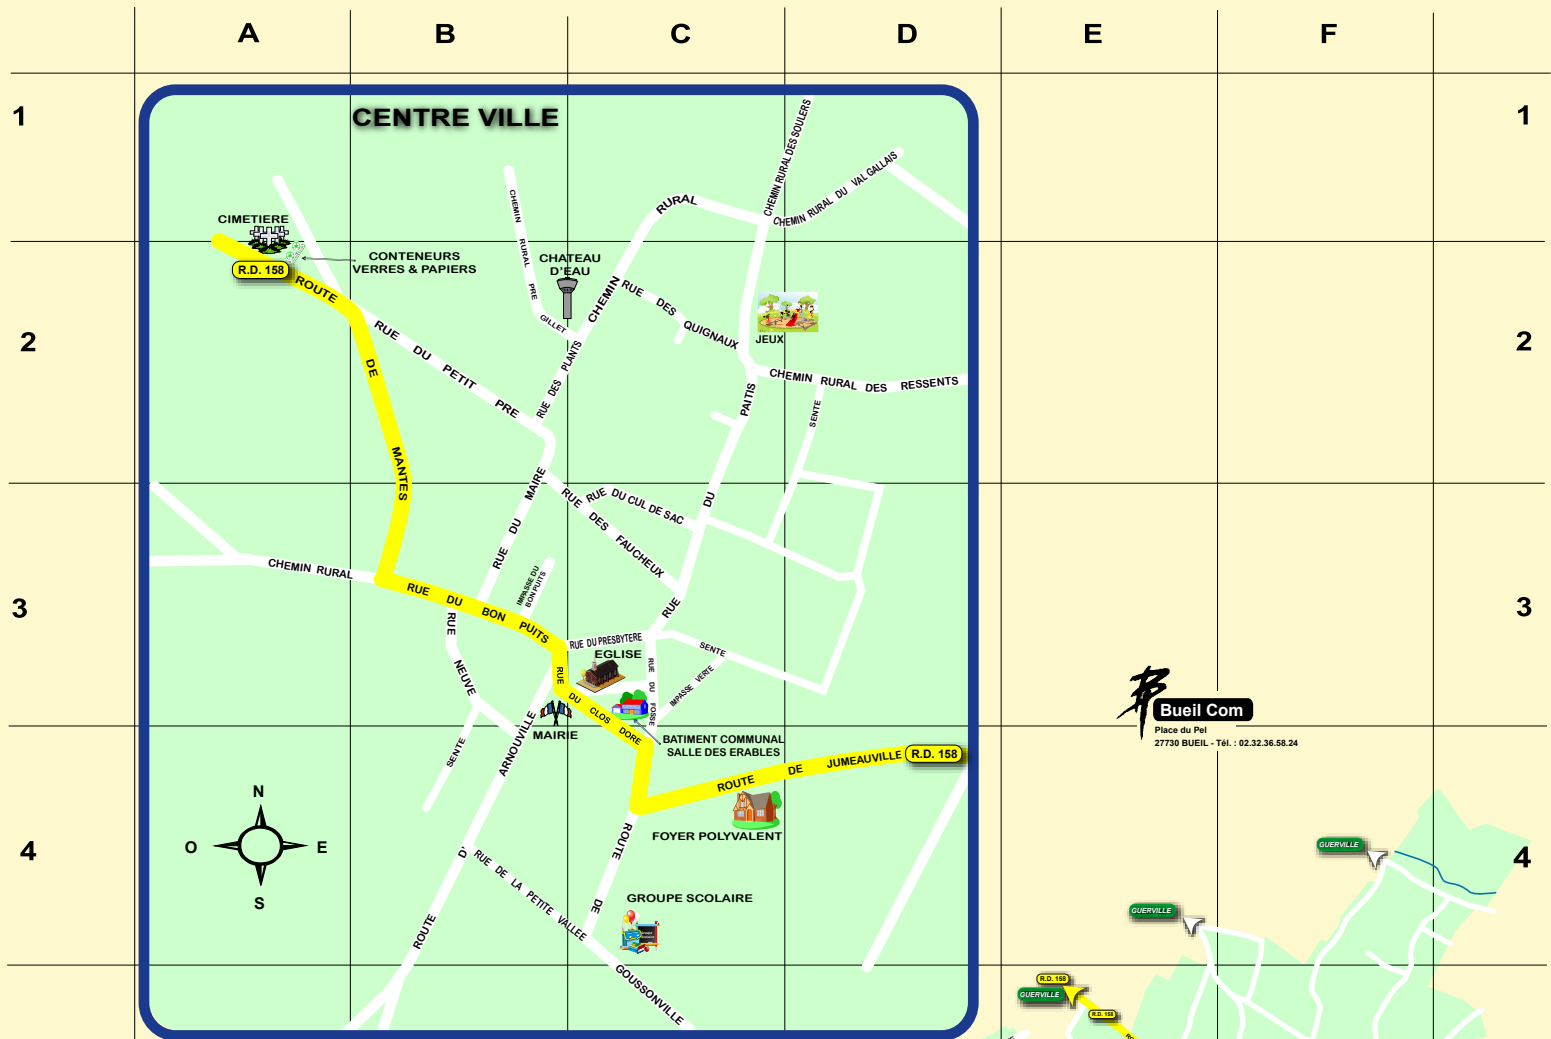 A B C D E F
1
1
CENTRE VILLE
CHEMIN RURAL DES SOULERS
CHEMIN RURAL DU VAL GALLAIS
CIMETIERE
R.D. 158
CONTENEURS
VERRES & PAPIERS
CHEMIN RURAL PRE GILLET
CHATEAU
D'EAU
CHEMIN RURAL
ROUTE DE MANTES
2
2
RUE DU PETIT PRE
RUE DES PLANTS
RUE DES QUIGNAUX
JEUX
CHEMIN RURAL DES RESSENTS
SENTE
RUE DU PAITIS
RUE DU MAIRE
RUE DU CUL DE SAC
RUE DES FAUCHEUX
CHEMIN RURAL
3
3
RUE DU BON PUITS
IMPASSE DU
BON PUITS
RUE NEUVE
RUE DU PRESBYTERE
EGLISE
SENTE
RUE DU FOSSE
IMPASSE VERTE
RUE DU CLOS DORE
MAIRIE
BATIMENT COMMUNAL
SALLE DES ERABLES
SENTE
ROUTE D' ARNOUVILLE
ROUTE DE JUMEAUVILLE
R.D. 158
FOYER POLYVALENT
N
O E
S
4
4
RUE DE LA PETITE VALLEE
ROUTE DE GOUSSONVILLE
GROUPE SCOLAIRE
Bueil Com
Place du Pel
27730 BUEIL - Tél. : 02.32.36.58.24
GUERVILLE
GUERVILLE
R.D. 158
GUERVILLE
R.D. 158